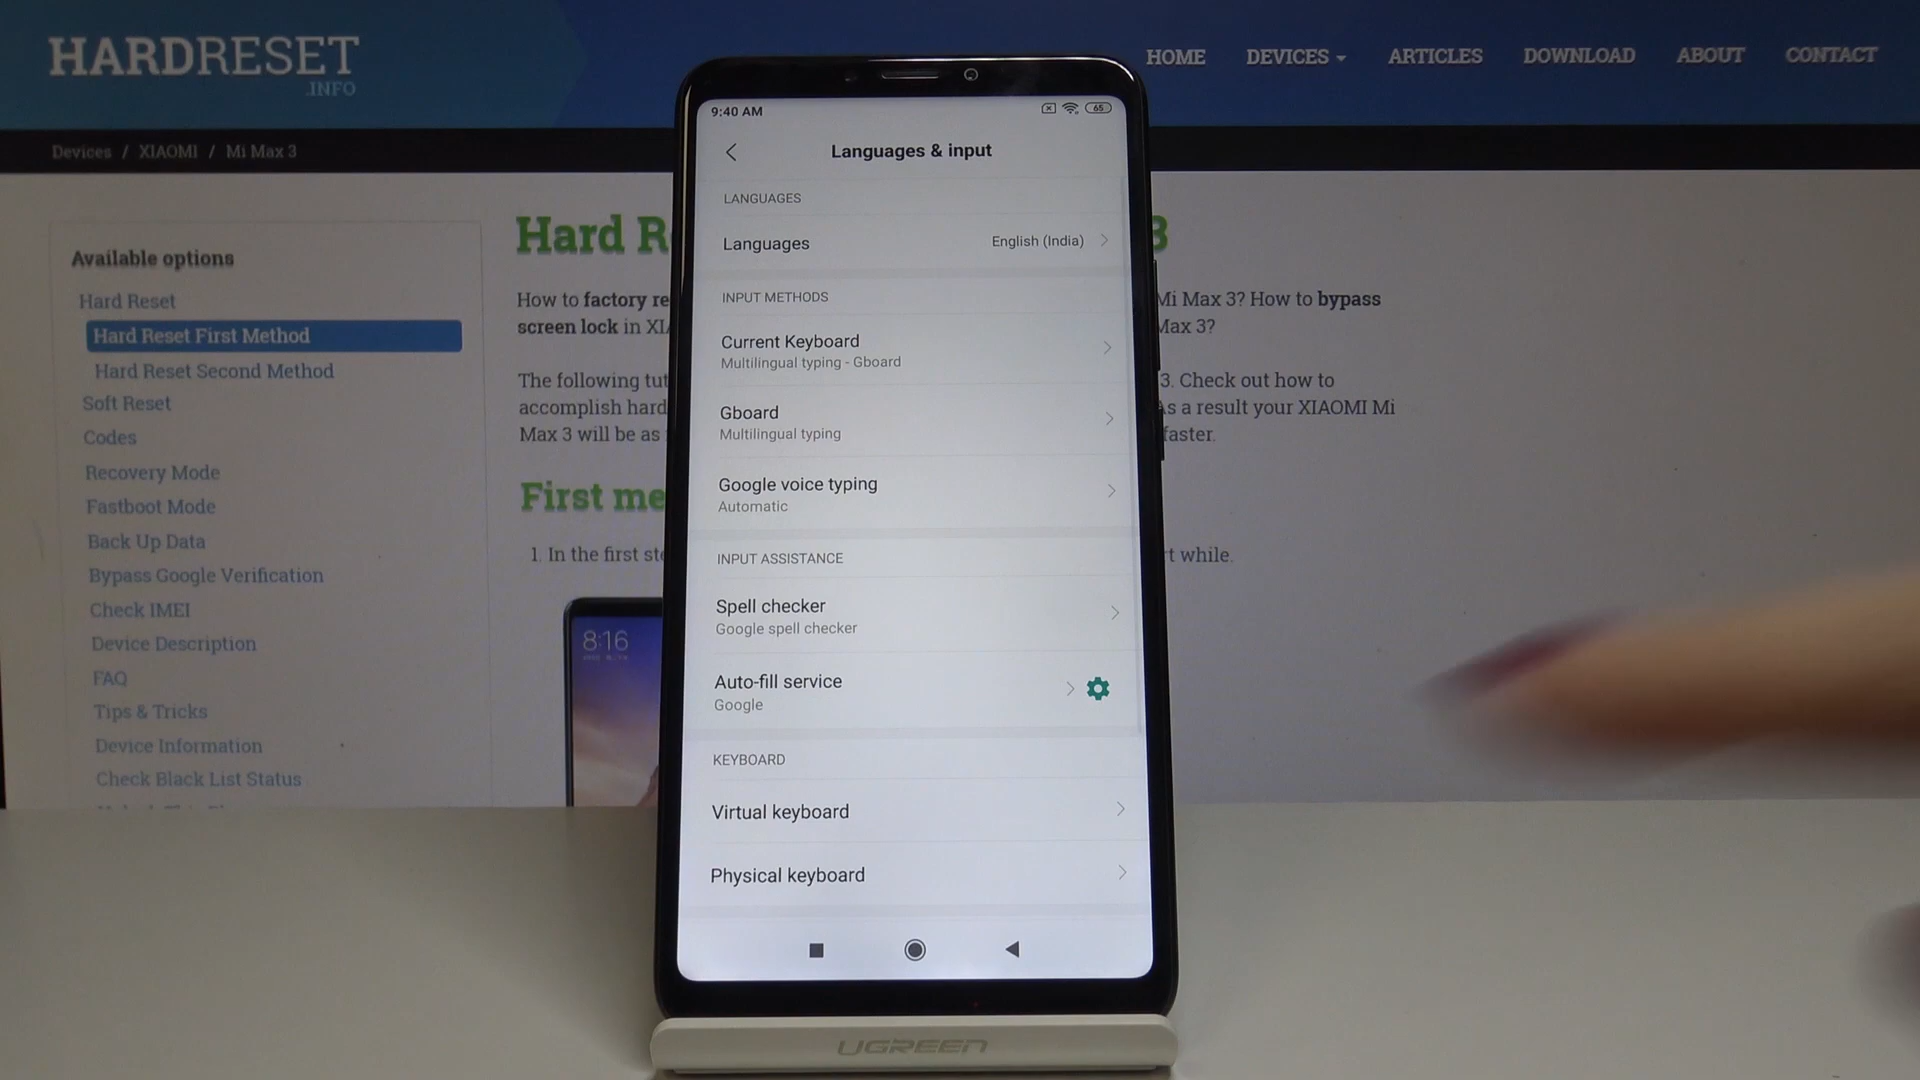 HARDRESET
.INFO
HOME DEVICES ARTICLES DOWNLOAD ABOUT CONTACT
Devices / XIAOMI / Mi Max 3
Available options
Hard Reset
Hard Reset First Method
Hard Reset Second Method
Soft Reset
Codes
Recovery Mode
Fastboot Mode
Back Up Data
Bypass Google Verification
Check IMEI
Device Description
FAQ
Tips & Tricks
Device Information
Check Black List Status
Hard R 3
How to factory re Mi Max 3? How to bypass
screen lock in XI Max 3?
The following tut 3. Check out how to
accomplish hard As a result your XIAOMI Mi
Max 3 will be as faster.
First me
1. In the first ste rt while.
8:16
9:40 AM
65
Languages & input
LANGUAGES
Languages English (India)
INPUT METHODS
Current Keyboard
Multilingual typing - Gboard
Gboard
Multilingual typing
Google voice typing
Automatic
INPUT ASSISTANCE
Spell checker
Google spell checker
Auto-fill service
Google
KEYBOARD
Virtual keyboard
Physical keyboard
UGREEN